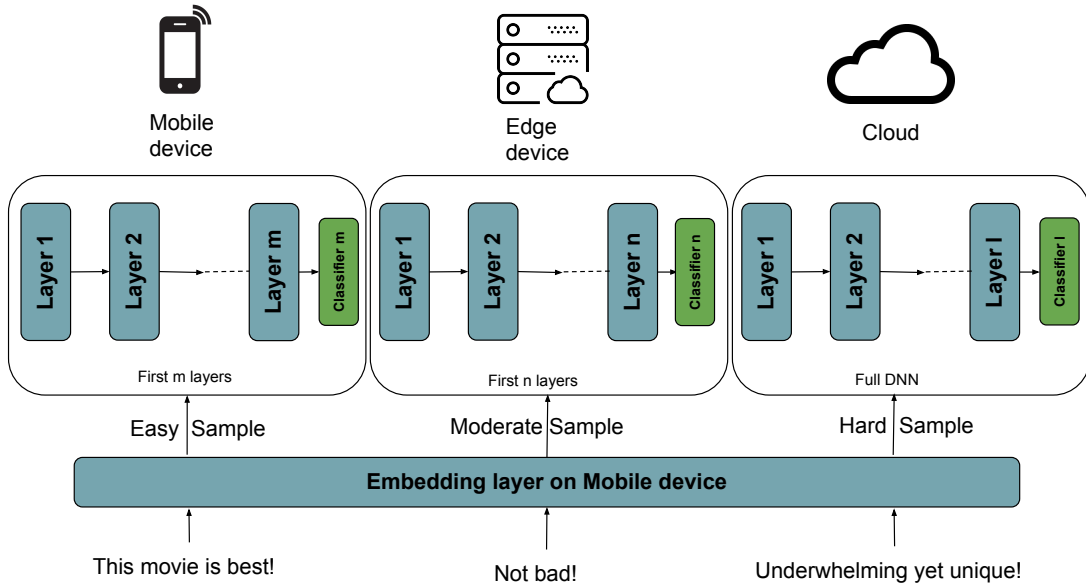 Mobile
device
Edge
device
Cloud
Layer 1
Layer 2
Layer m
Classifier m
First m layers
Layer 1
Layer 2
Layer n
Classifier n
First n layers
Layer 1
Layer 2
Layer l
Classifier l
Full DNN
Easy Sample
Moderate Sample
Hard Sample
Embedding layer on Mobile device
This movie is best!
Not bad!
Underwhelming yet unique!